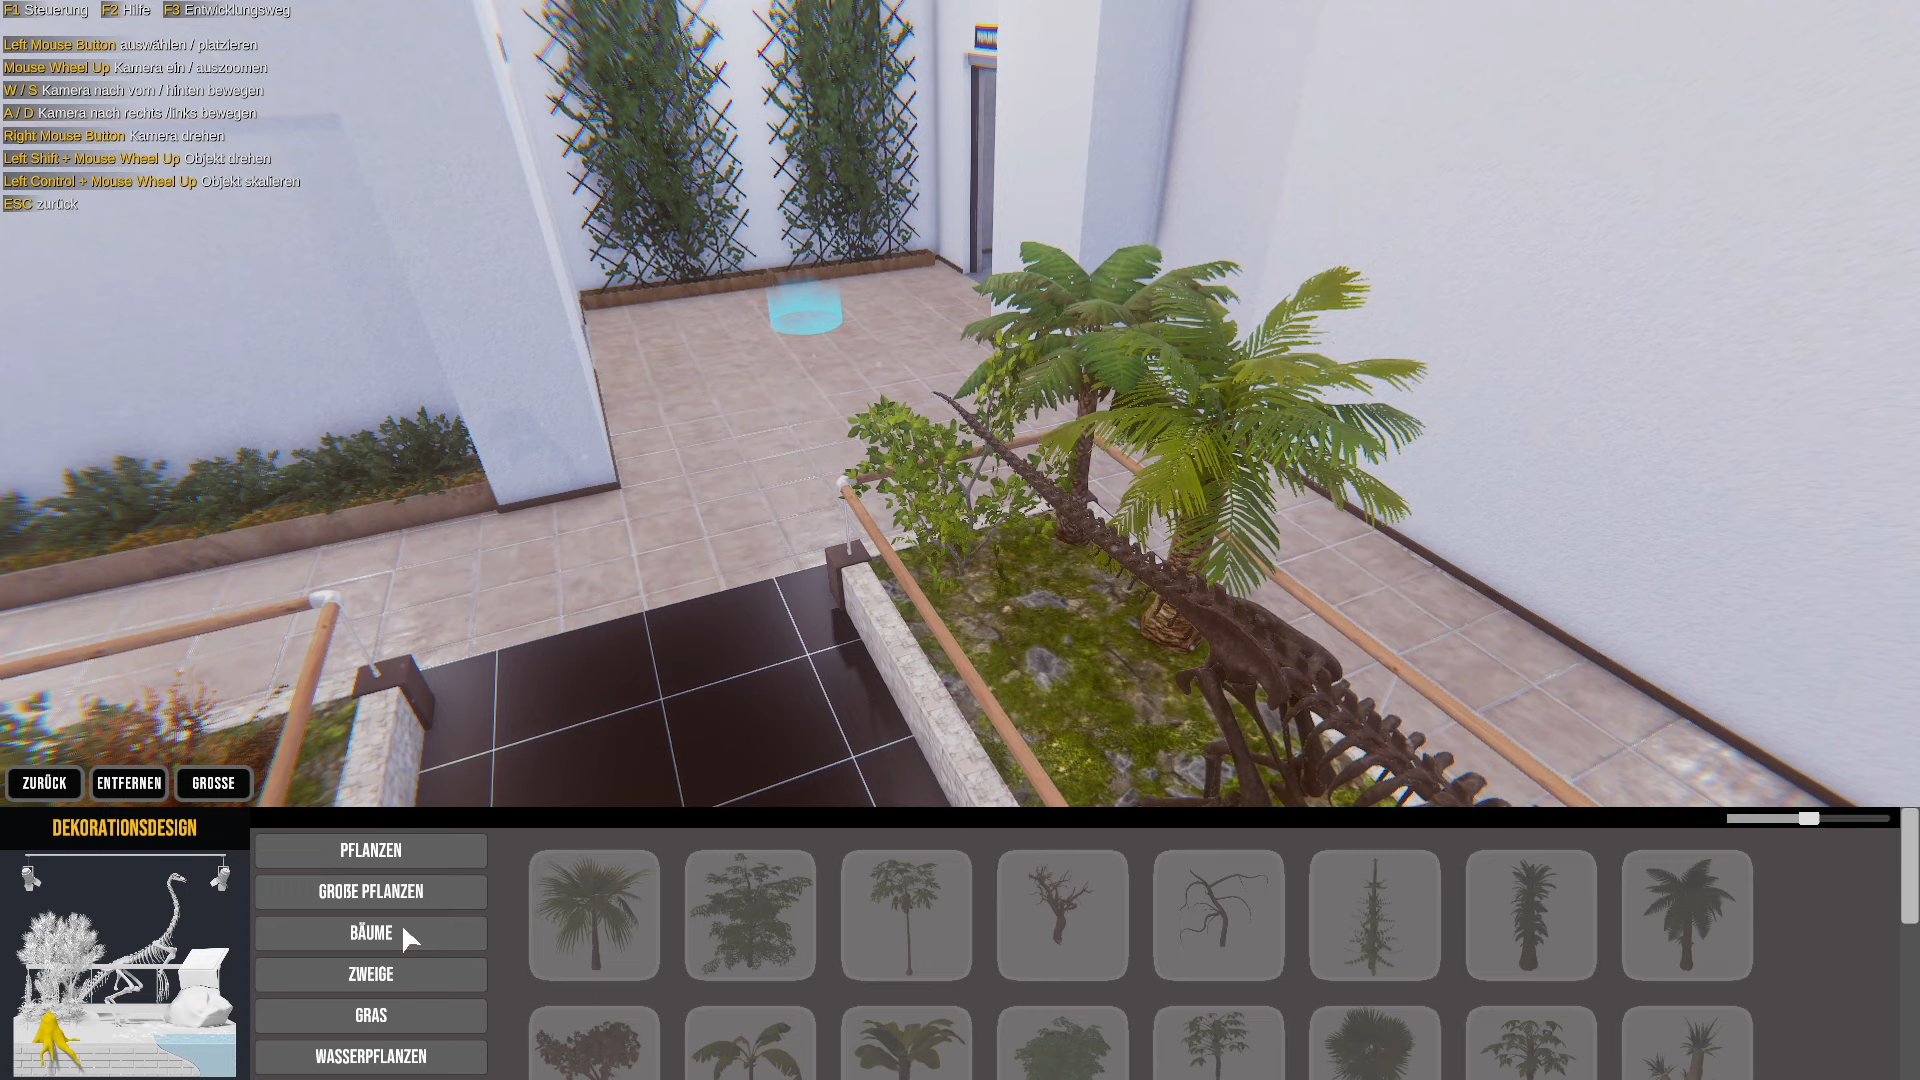 F1 Steuerung F2 Hilfe F3 Entwicklungsweg
Left Mouse Button auswählen / platzieren
Mouse Wheel Up Kamera ein / auszoomen
W / S Kamera nach vorn / hinten bewegen
A / D Kamera nach rechts /links bewegen
Right Mouse Button Kamera drehen
Left Shift + Mouse Wheel Up Objekt drehen
Left Control + Mouse Wheel Up Objekt skalieren
ESC zurück
ZURÜCK ENTFERNEN GROSSE
DEKORATIONSDESIGN
PFLANZEN
GROẞE PFLANZEN
BÄUME
ZWEIGE
GRAS
WASSERPFLANZEN